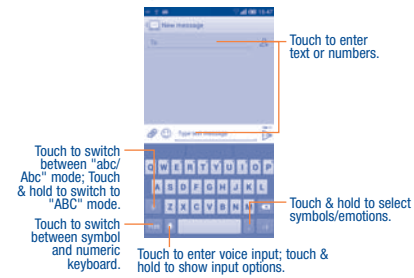 New message
To
Touch to enter
text or numbers.
Type text message
Touch to switch
between "abc/
Abc" mode; Touch
& hold to switch to
"ABC" mode.
Q W E R T Y U I O P
A S D F G H J K L
Z X C V B N M
Touch & hold to select
symbols/emotions.
Touch to switch
between symbol
and numeric
keyboard.
Touch to enter voice input; touch &
hold to show input options.